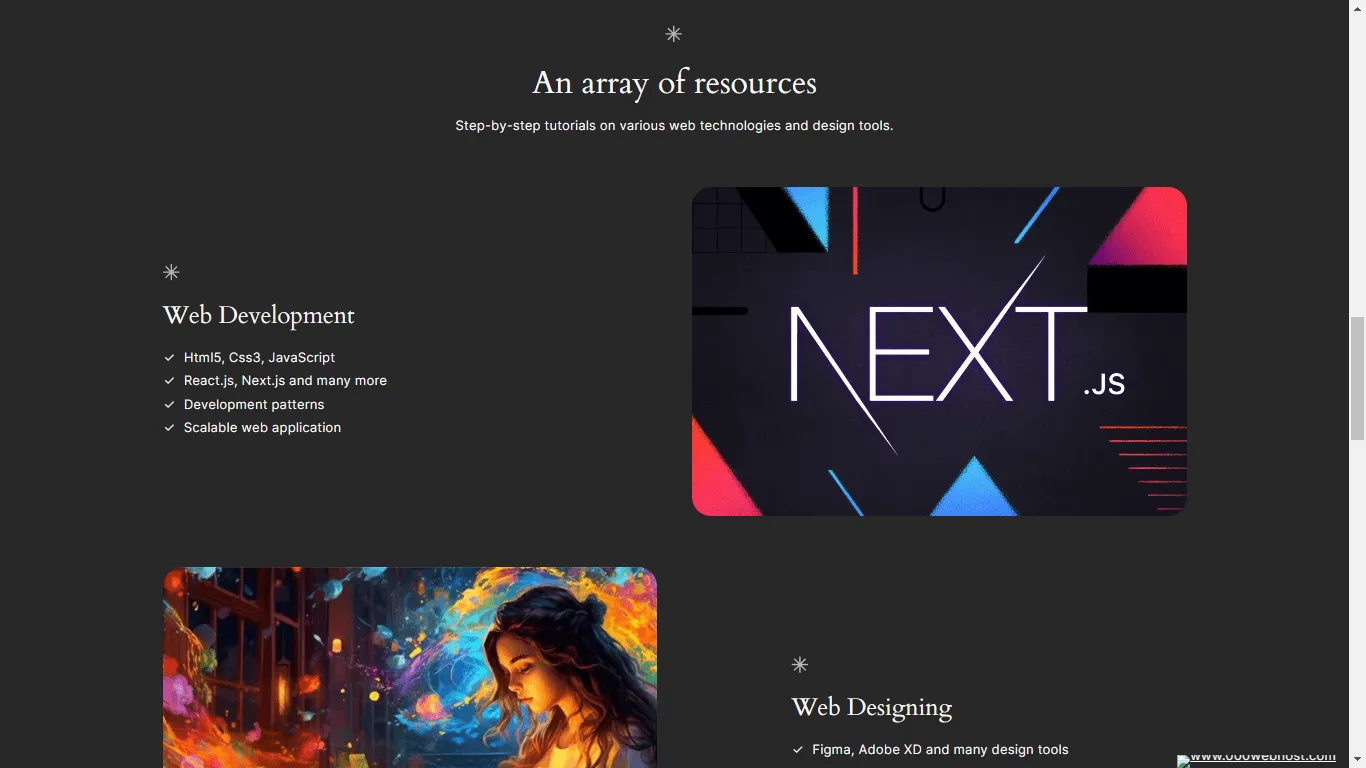 An array of resources
Step-by-step tutorials on various web technologies and design tools.
Web Development
Html5, Css3, JavaScript
React.js, Next.js and many more
Development patterns
Scalable web application
NEXT.JS
Web Designing
Figma, Adobe XD and many design tools
www.000webhost.com